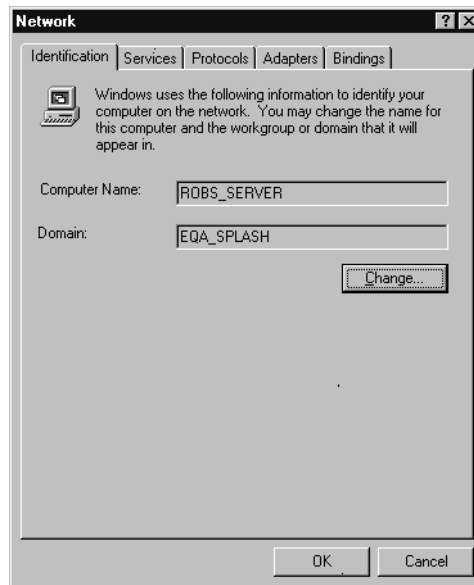 Network
Identification Services Protocols Adapters Bindings
Windows uses the following information to identify your
computer on the network. You may change the name for
this computer and the workgroup or domain that it will
appear in.
Computer Name: ROBS_SERVER
Domain: EQA_SPLASH
Change...
OK Cancel